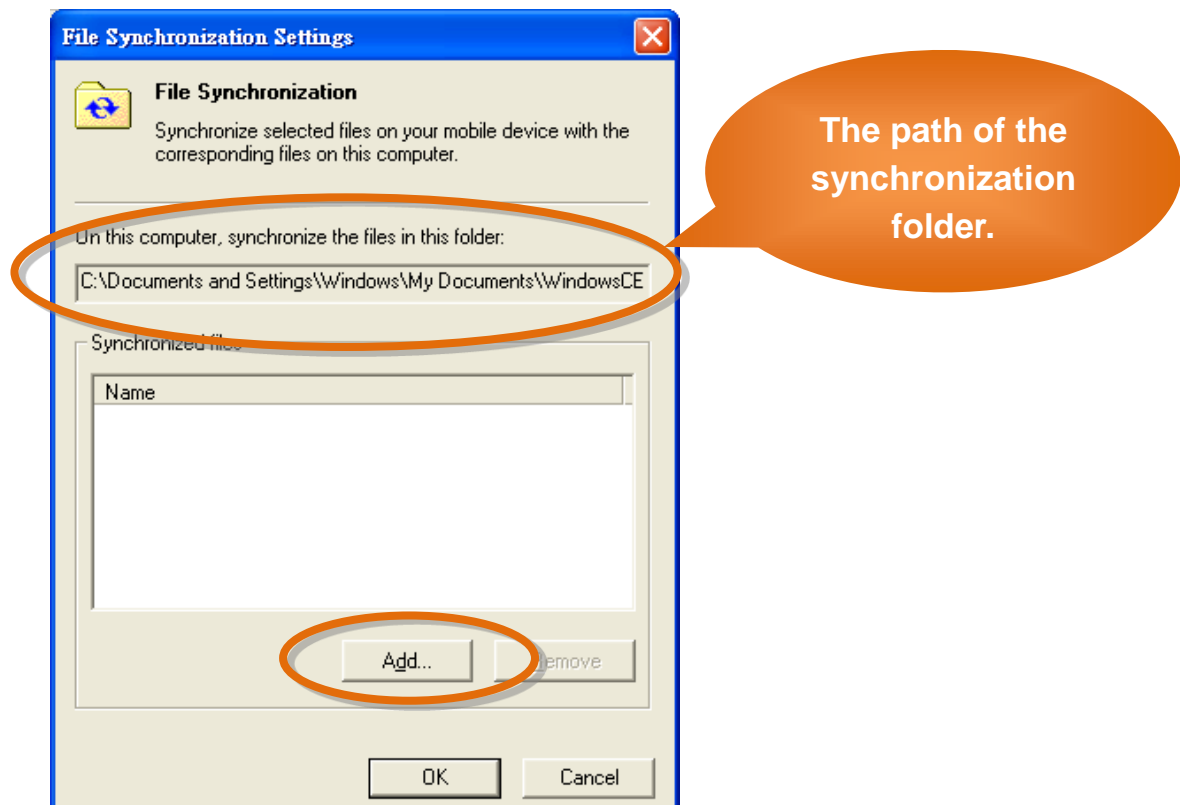 File Synchronization Settings
File Synchronization
Synchronize selected files on your mobile device with the
corresponding files on this computer.
On this computer, synchronize the files in this folder:
C:\Documents and Settings\Windows\My Documents\WindowsCE
Synchronized files
Name
Add...
Remove
OK
Cancel
The path of the
synchronization
folder.